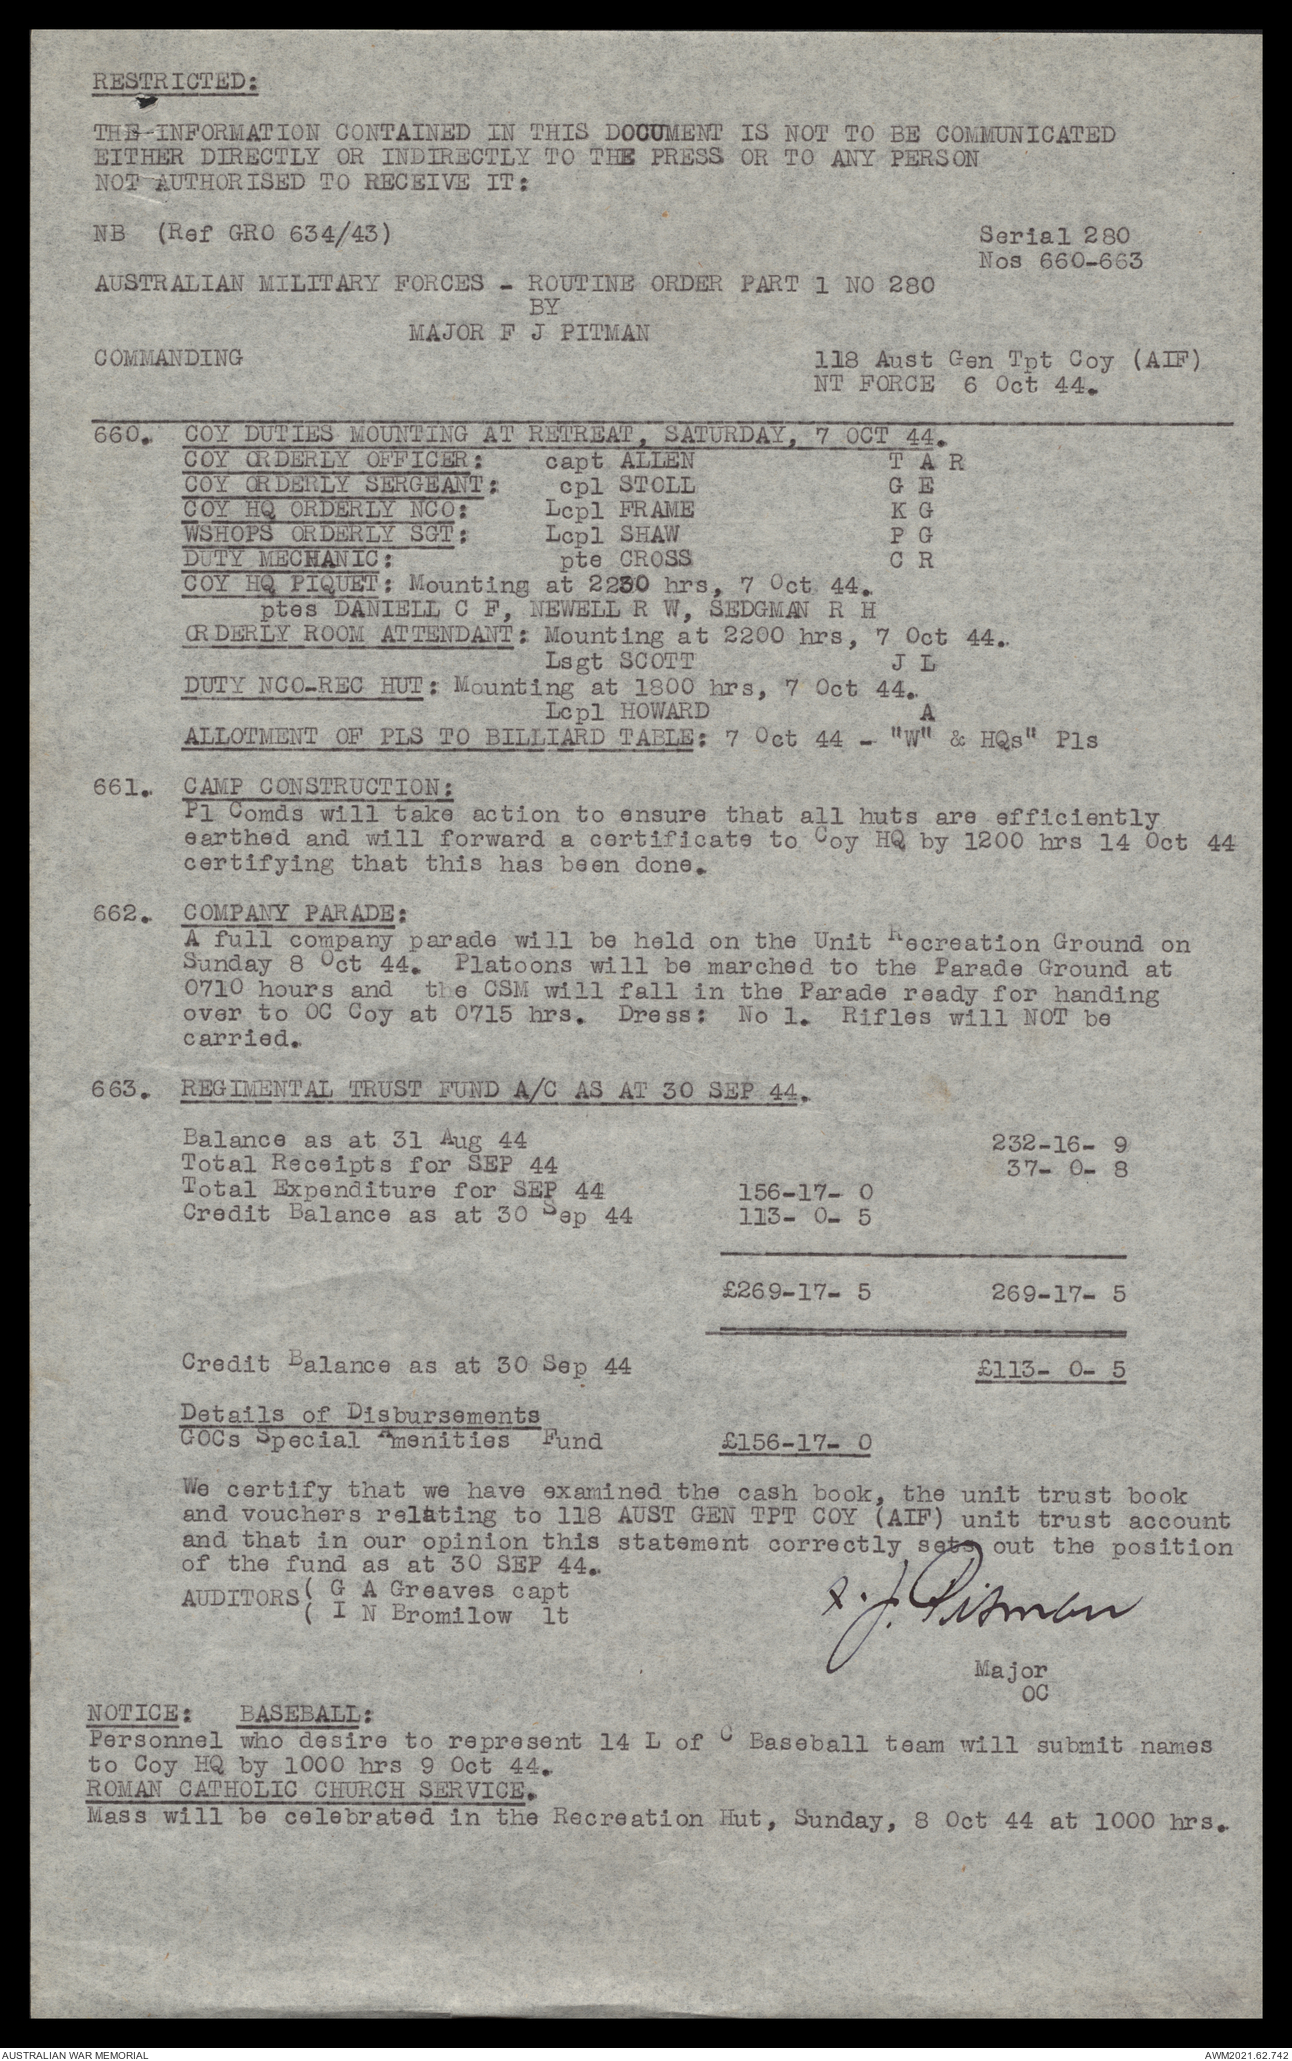 RESTRICTED:
THE INFORMATION CONTAINED IN THIS DOCUMENT IS NOT TO BE COMMUNICATED
EITHER DIRECTLY OR INDIRECTLY TO THE PRESS OR TO ANY PERSON
NOT AUTHORISED TO RECEIVE IT:
NB (Ref GRO 634/43) Serial 280
Nos 660-663
AUSTRALIAN MILITARY FORCES - ROUTINE ORDER PART 1 NO 280
BY
MAJOR F J PITMAN
COMMANDING 118 Aust Gen Tpt Coy (AIF)
NT FORCE 6 Oct 44.
660. COY DUTIES MOUNTING AT RETREAT, SATURDAY, 7 OCT 44.
COY ORDERLY OFFICER: capt ALLEN T A R
COY ORDERLY SERGEANT: cpl STOLL G E
COY HQ ORDERLY NCO: Lcpl FRAME K G
WSHOPS ORDERLY SGT: Lcpl SHAW P G
DUTY MECHANIC: pte CROSS C R
COY HQ PIQUET: Mounting at 2230 hrs, 7 Oct 44.
ptes DANIELL C F, NEWELL R W, SEDGMAN R H
ORDERLY ROOM ATTENDANT: Mounting at 2200 hrs, 7 Oct 44.
Lsgt SCOTT J L
DUTY NCO-REC HUT: Mounting at 1800 hrs, 7 Oct 44.
Lcpl HOWARD A
ALLOTMENT OF PLS TO BILLIARD TABLE: 7 Oct 44 - "W" & HQs" Pls
661. CAMP CONSTRUCTION:
Pl Comds will take action to ensure that all huts are efficiently
earthed and will forward a certificate to Coy HQ by 1200 hrs 14 Oct 44
certifying that this has been done.
662. COMPANY PARADE:
A full company parade will be held on the Unit Recreation Ground on
Sunday 8 Oct 44. Platoons will be marched to the Parade Ground at
0710 hours and the CSM will fall in the Parade ready for handing
over to OC Coy at 0715 hrs. Dress: No 1. Rifles will NOT be
carried.
663. REGIMENTAL TRUST FUND A/C AS AT 30 SEP 44.
Balance as at 31 Aug 44 232-16- 9
Total Receipts for SEP 44 37- 0- 8
Total Expenditure for SEP 44 156-17- 0
Credit Balance as at 30 Sep 44 113- 0- 5
£269-17- 5 269-17- 5
Credit Balance as at 30 Sep 44 £113- 0- 5
Details of Disbursements
GOCs Special Amenities Fund £156-17- 0
We certify that we have examined the cash book, the unit trust book
and vouchers relating to 118 AUST GEN TPT COY (AIF) unit trust account
and that in our opinion this statement correctly sets out the position
of the fund as at 30 SEP 44.
AUDITORS( G A Greaves capt
( I N Bromilow lt
F. J. Pitman
Major
OC
NOTICE: BASEBALL:
Personnel who desire to represent 14 L of C Baseball team will submit names
to Coy HQ by 1000 hrs 9 Oct 44.
ROMAN CATHOLIC CHURCH SERVICE.
Mass will be celebrated in the Recreation Hut, Sunday, 8 Oct 44 at 1000 hrs.
AUSTRALIAN WAR MEMORIAL AWM2021.62.742